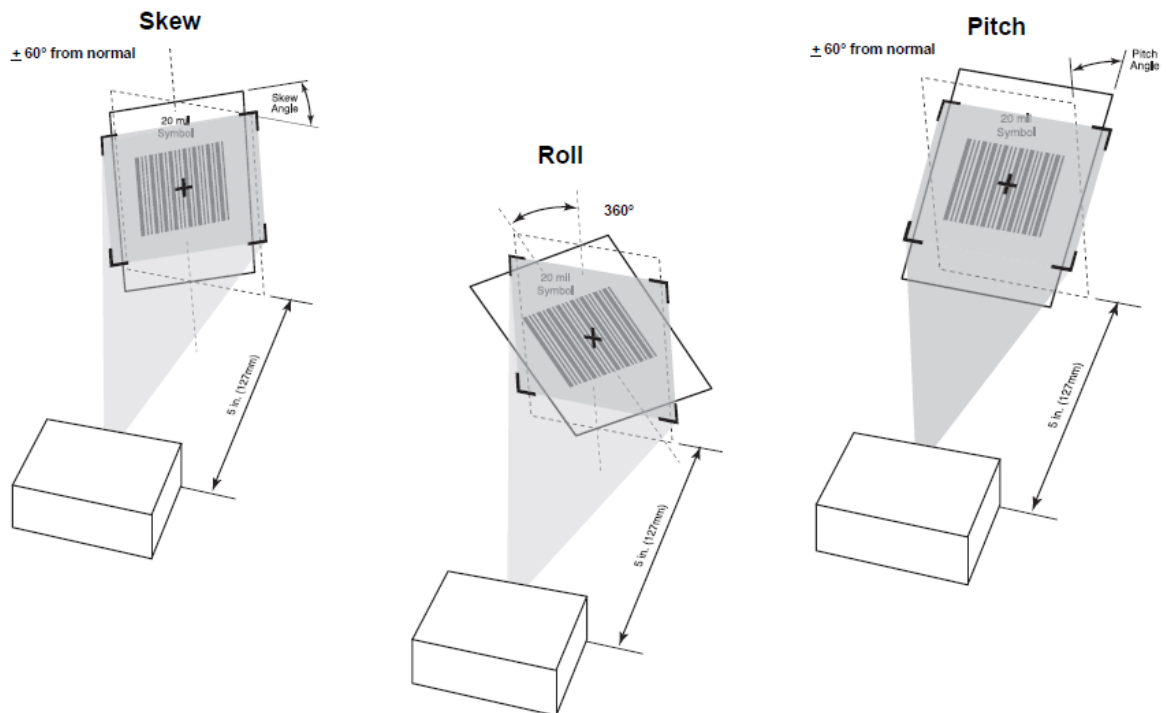 Skew
± 60° from normal
Skew
Angle
20 mil
Symbol
5 in. (127mm)
Roll
360°
20 mil
Symbol
5 in. (127mm)
Pitch
± 60° from normal
Pitch
Angle
20 mil
Symbol
5 in. (127mm)